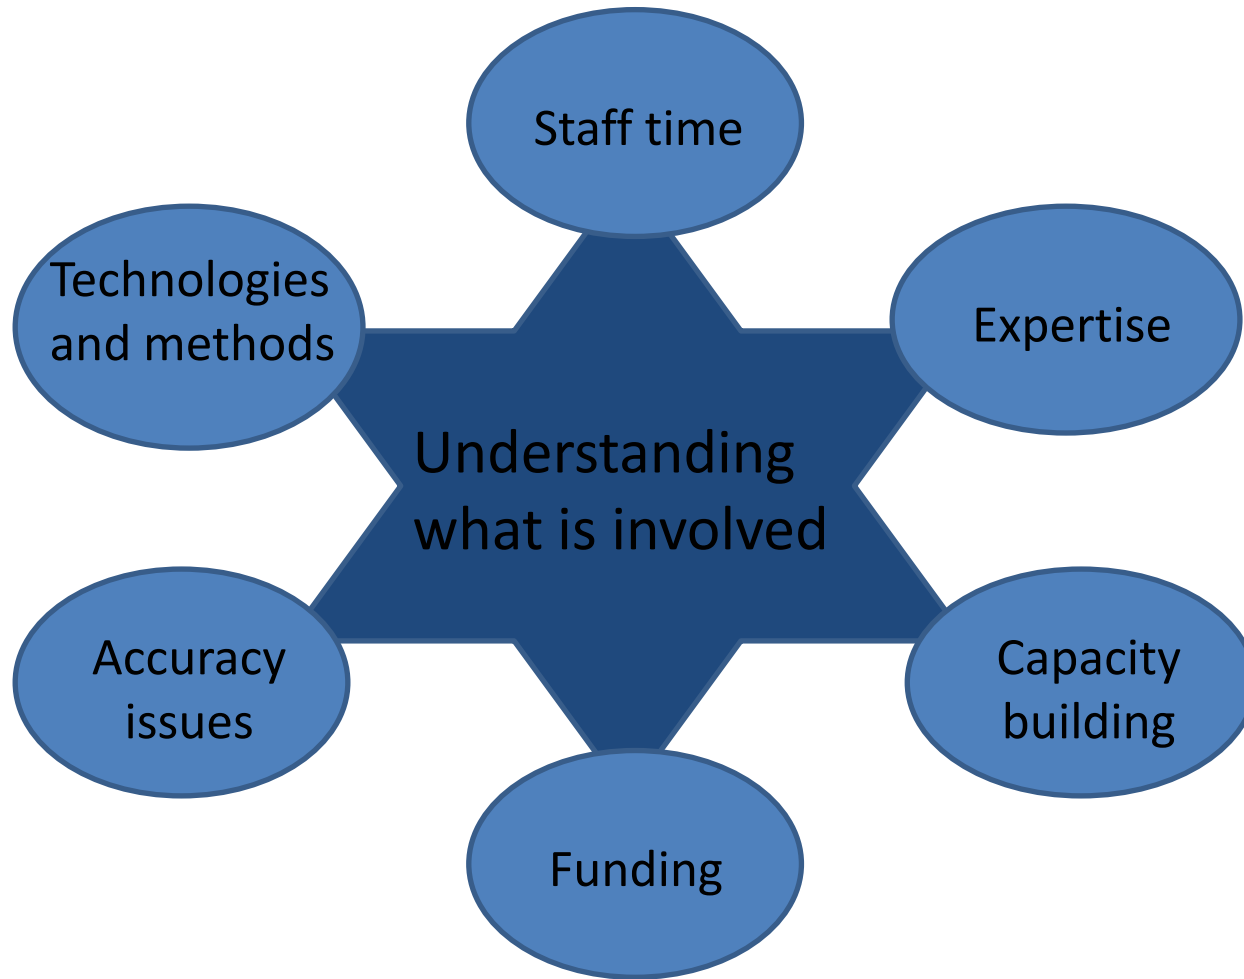 Staff time
Technologies
and methods
Expertise
Understanding
what is involved
Accuracy
issues
Capacity
building
Funding